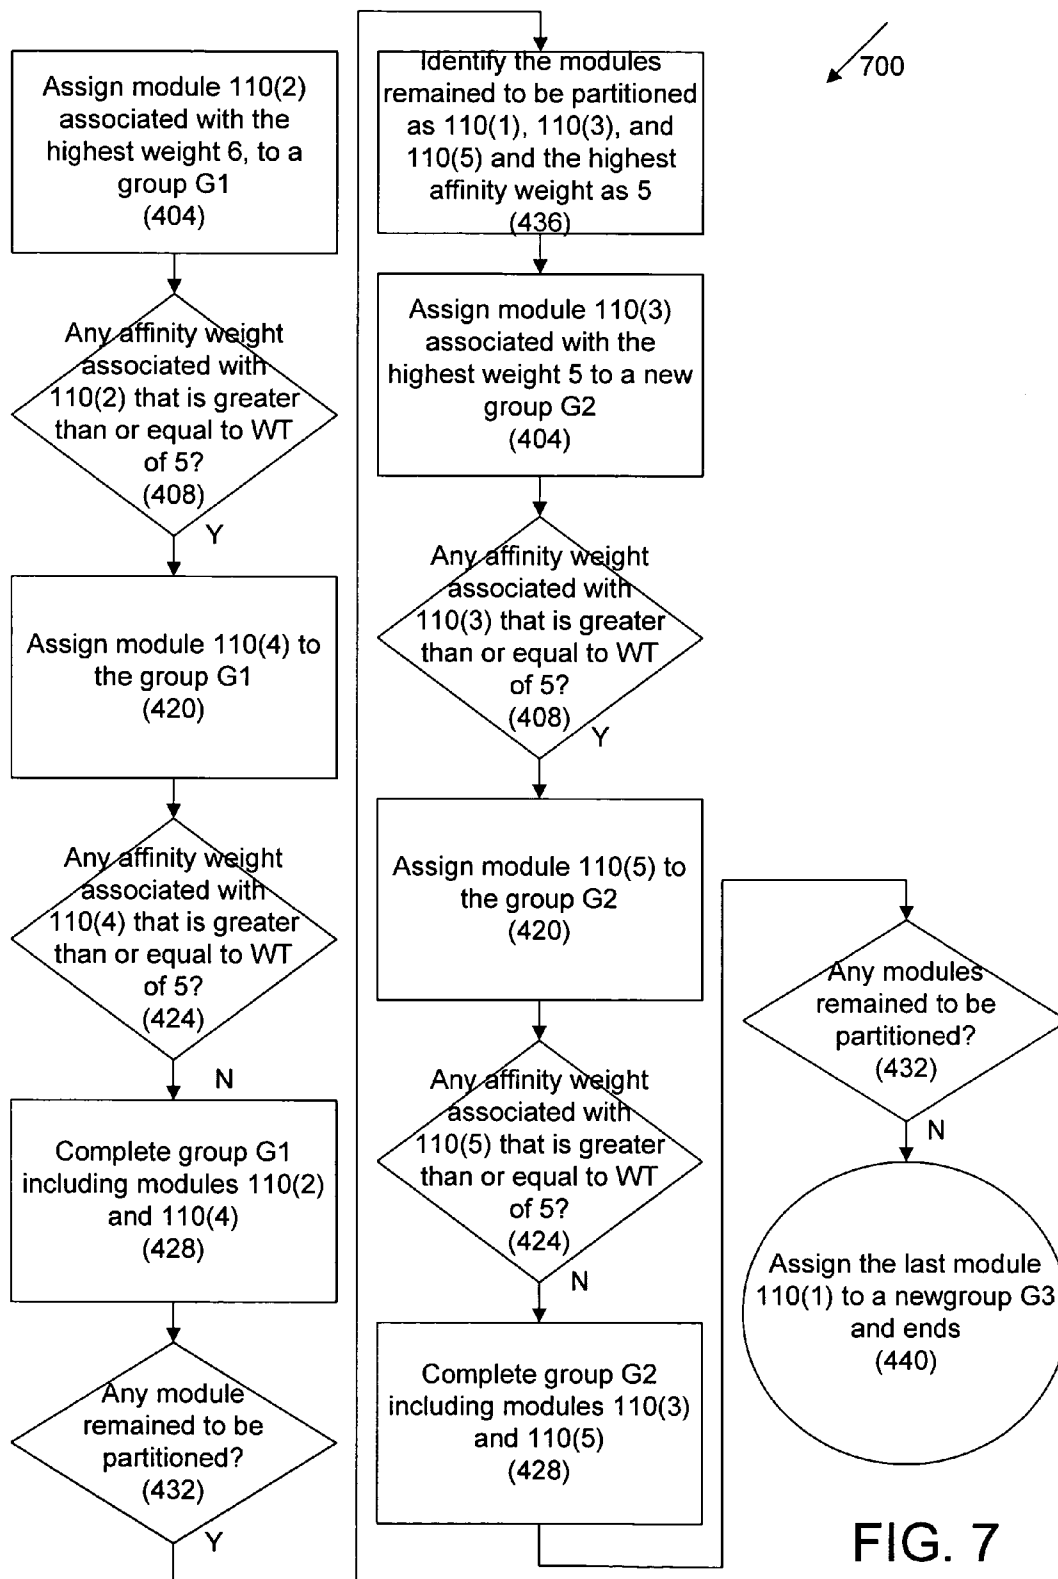 Assign module 110(2)
associated with the
highest weight 6, to a
group G1
(404)
Any affinity weight
associated with
110(2) that is greater
than or equal to WT
of 5?
(408)
Y
Assign module 110(4) to
the group G1
(420)
Any affinity weight
associated with
110(4) that is greater
than or equal to WT
of 5?
(424)
N
Complete group G1
including modules 110(2)
and 110(4)
(428)
Any module
remained to be
partitioned?
(432)
Y
Identify the modules
remained to be partitioned
as 110(1), 110(3), and
110(5) and the highest
affinity weight as 5
(436)
Assign module 110(3)
associated with the
highest weight 5 to a new
group G2
(404)
Any affinity weight
associated with
110(3) that is greater
than or equal to WT
of 5?
(408)
Y
Assign module 110(5) to
the group G2
(420)
Any affinity weight
associated with
110(5) that is greater
than or equal to WT
of 5?
(424)
N
Complete group G2
including modules 110(3)
and 110(5)
(428)
700
Any modules
remained to be
partitioned?
(432)
N
Assign the last module
110(1) to a newgroup G3
and ends
(440)
FIG. 7